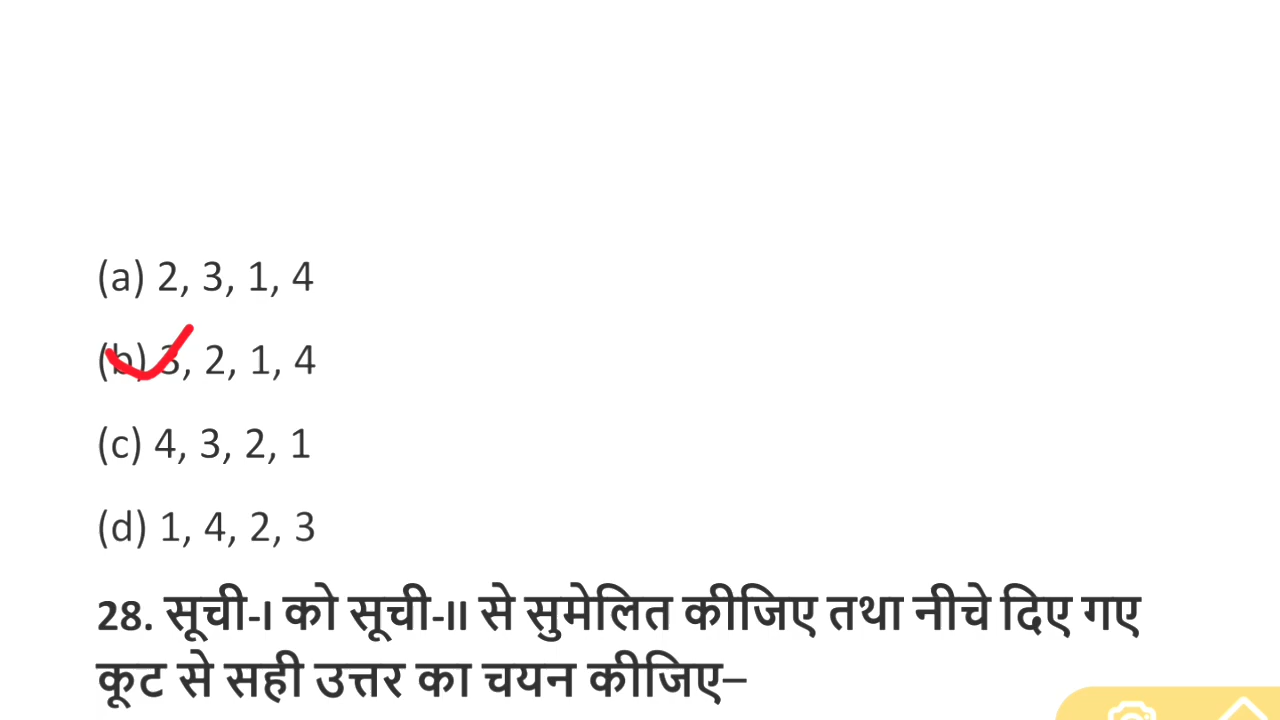 (a) 2, 3, 1, 4
(b) 3, 2, 1, 4
(c) 4, 3, 2, 1
(d) 1, 4, 2, 3
28. सूची-I को सूची-II से सुमेलित कीजिए तथा नीचे दिए गए
कूट से सही उत्तर का चयन कीजिए–